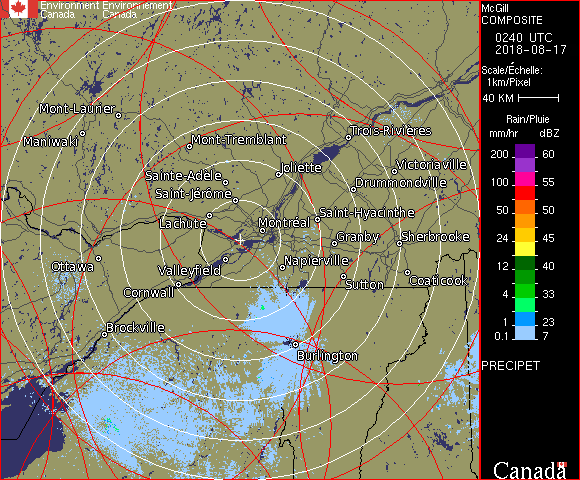 Environment Environnement
Canada Canada
McGill
COMPOSITE
0240 UTC
2018-08-17
Scale/Échelle:
1km/Pixel
40 KM
Rain/Pluie
mm/hr dBZ
200 60
55
100 55
50 50
24 45
12 40
4 33
1 23
0.1 7
PRECIPET
Canada
Mont-Laurier
Maniwaki
Mont-Tremblant
Trois-Rivières
Sainte-Adèle
Joliette
Victoriaville
Drummondville
Saint-Jérôme
Lachute
Montréal
Saint-Hyacinthe
Granby
Sherbrooke
Ottawa
Valleyfield
Napierville
Cornwall
Sutton
Coaticook
Brockville
Burlington